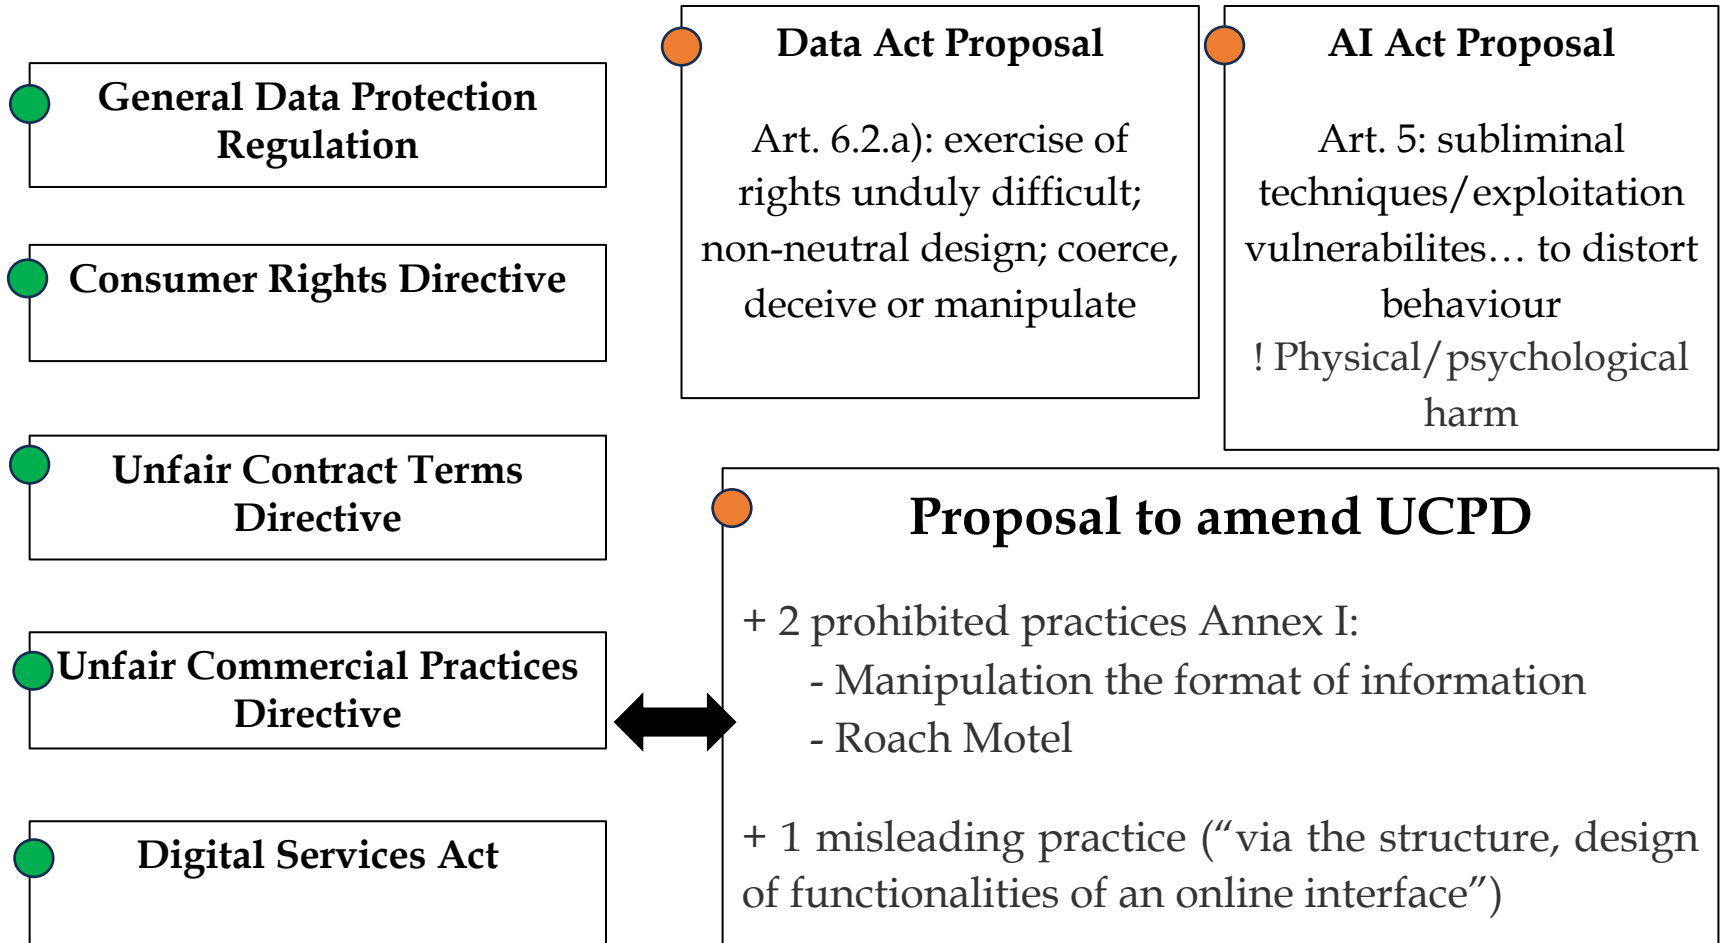 General Data Protection
Regulation
Consumer Rights Directive
Unfair Contract Terms
Directive
Unfair Commercial Practices
Directive
Digital Services Act
Data Act Proposal
Art. 6.2.a): exercise of
rights unduly difficult;
non-neutral design; coerce,
deceive or manipulate
AI Act Proposal
Art. 5: subliminal
techniques/exploitation
vulnerabilites… to distort
behaviour
! Physical/psychological
harm
Proposal to amend UCPD
+ 2 prohibited practices Annex I:
- Manipulation the format of information
- Roach Motel
+ 1 misleading practice (“via the structure, design
of functionalities of an online interface”)